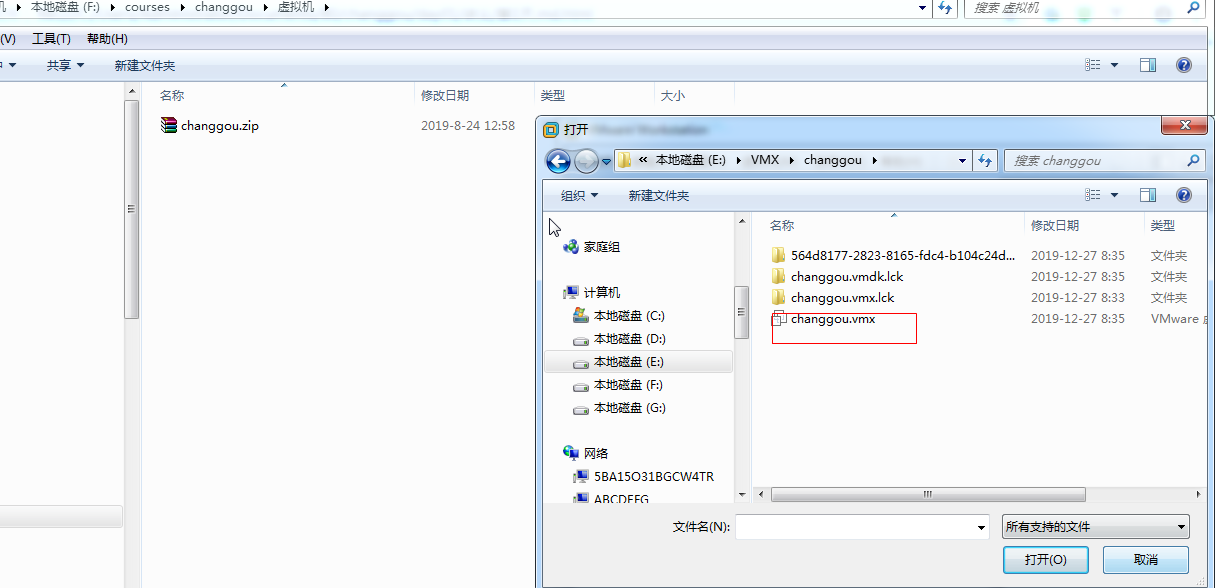 机 ▸ 本地磁盘 (F:) ▸ courses ▸ changgou ▸ 虚拟机 ▸
搜索 虚拟机
(V) 工具(T) 帮助(H)
共享 新建文件夹
名称 修改日期 类型 大小
changgou.zip 2019-8-24 12:58
打开
« 本地磁盘 (E:) ▸ VMX ▸ changgou ▸
搜索 changgou
组织 新建文件夹
名称 修改日期 类型
家庭组
计算机
本地磁盘 (C:)
本地磁盘 (D:)
本地磁盘 (E:)
本地磁盘 (F:)
本地磁盘 (G:)
网络
5BA15O31BGCW4TR
ABCDEFG
564d8177-2823-8165-fdc4-b104c24d... 2019-12-27 8:35 文件夹
changgou.vmdk.lck 2019-12-27 8:35 文件夹
changgou.vmx.lck 2019-12-27 8:33 文件夹
changgou.vmx 2019-12-27 8:35 VMware
文件名(N):
所有支持的文件
打开(O) 取消